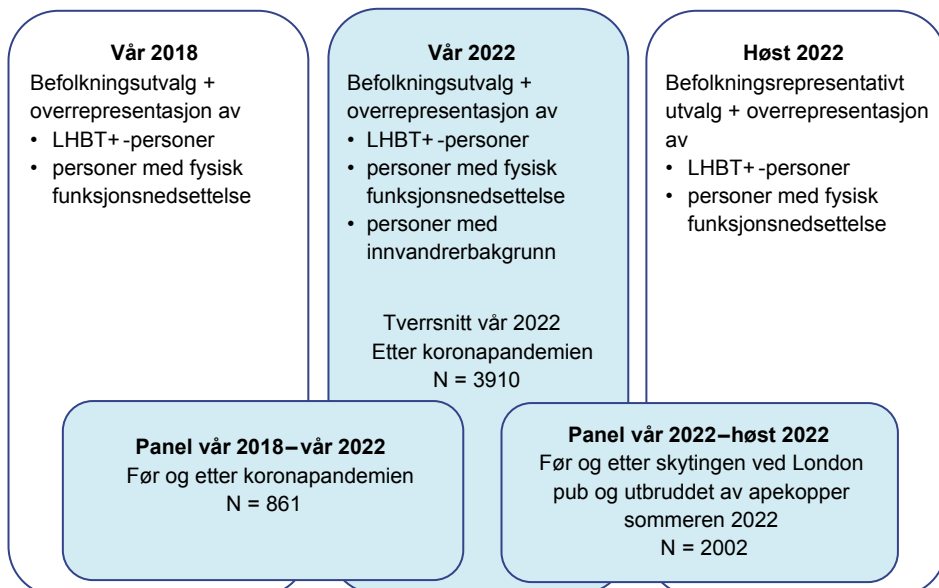 Vår 2018
Befolkningsutvalg +
overrepresentasjon av
• LHBT+-personer
• personer med fysisk
funksjonsnedsettelse
Vår 2022
Befolkningsutvalg +
overrepresentasjon av
• LHBT+-personer
• personer med fysisk
funksjonsnedsettelse
• personer med
innvandrerbakgrunn
Tverrsnitt vår 2022
Etter koronapandemien
N = 3910
Høst 2022
Befolkningsrepresentativt
utvalg + overrepresentasjon
av
• LHBT+-personer
• personer med fysisk
funksjonsnedsettelse
Panel vår 2018–vår 2022
Før og etter koronapandemien
N = 861
Panel vår 2022–høst 2022
Før og etter skytingen ved London
pub og utbruddet av apekopper
sommeren 2022
N = 2002